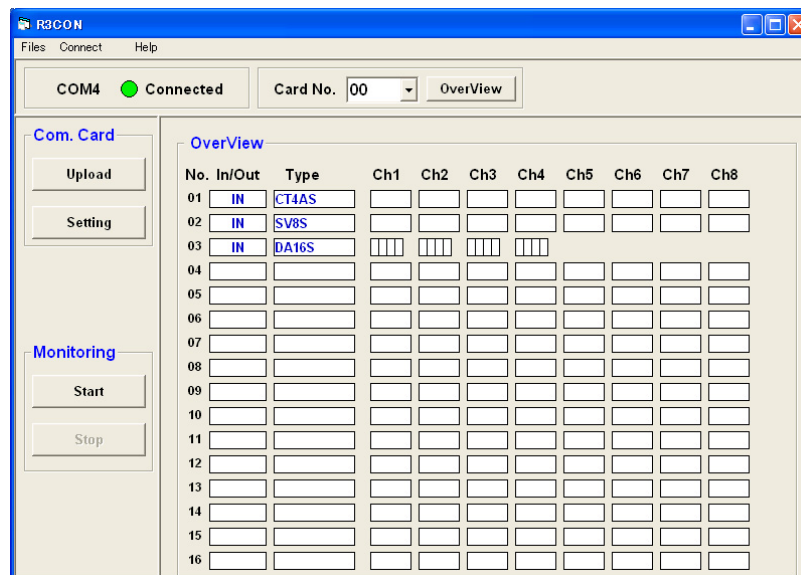 R3CON
Files Connect Help
COM4 Connected Card No. 00 OverView
Com. Card
Upload
Setting
Monitoring
Start
Stop
OverView
No. In/Out Type Ch1 Ch2 Ch3 Ch4 Ch5 Ch6 Ch7 Ch8
01 IN CT4AS
02 IN SV8S
03 IN DA16S
04
05
06
07
08
09
10
11
12
13
14
15
16